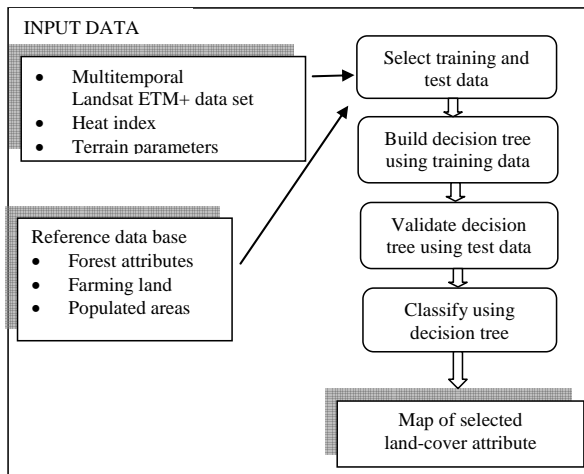 INPUT DATA
• Multitemporal
Landsat ETM+ data set
• Heat index
• Terrain parameters
Reference data base
• Forest attributes
• Farming land
• Populated areas
Select training and
test data
Build decision tree
using training data
Validate decision
tree using test data
Classify using
decision tree
Map of selected
land-cover attribute